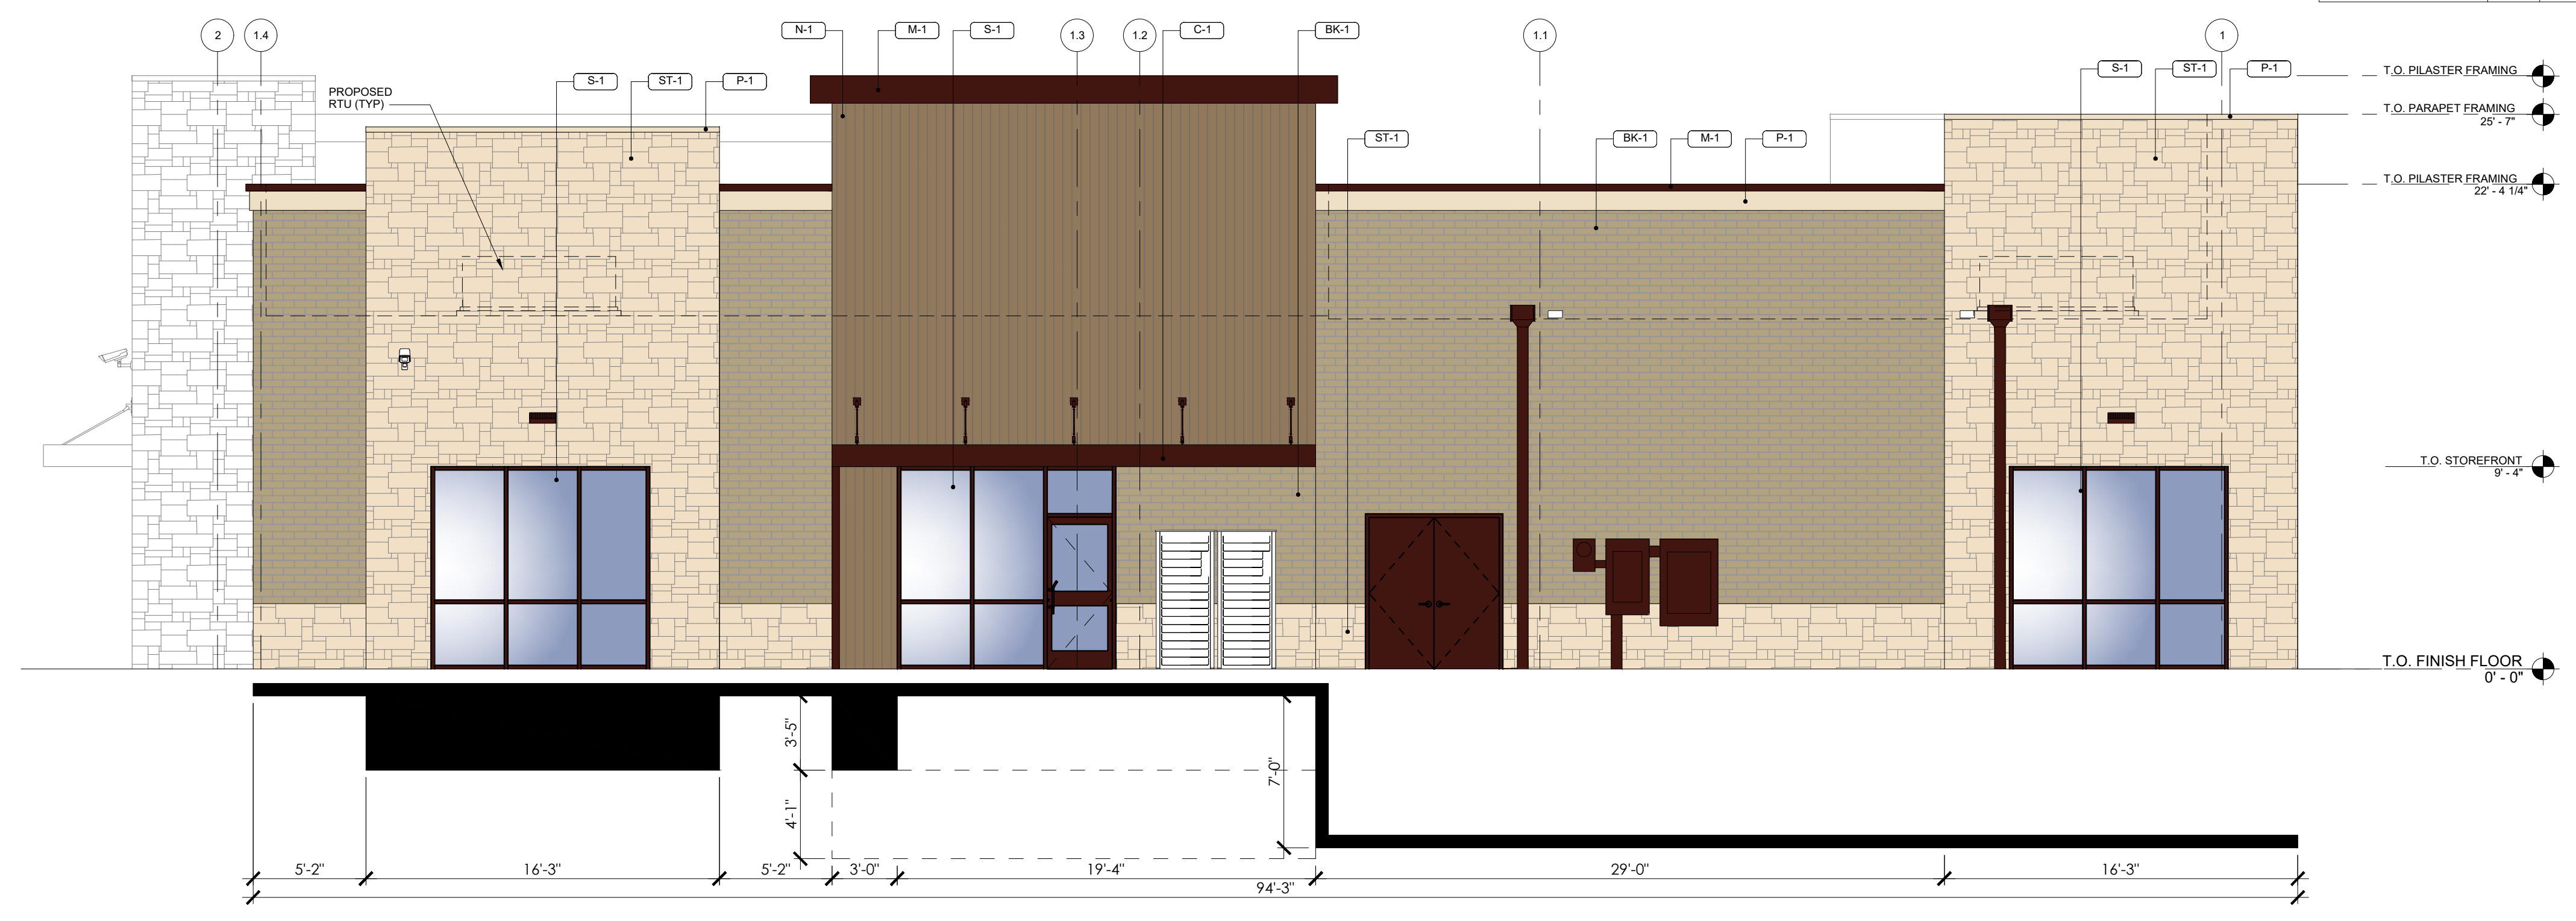 2
1.4
N-1
M-1
S-1
1.3
1.2
C-1
BK-1
1.1
1
S-1
ST-1
P-1
S-1
ST-1
P-1
PROPOSED
RTU (TYP)
ST-1
BK-1
M-1
P-1
T.O. PILASTER FRAMING
T.O. PARAPET FRAMING
25' - 7"
T.O. PILASTER FRAMING
22' - 4 1/4"
T.O. STOREFRONT
9' - 4"
T.O. FINISH FLOOR
0' - 0"
3'-5"
4'-1"
7'-0"
5'-2"
16'-3"
5'-2"
3'-0"
19'-4"
29'-0"
16'-3"
94'-3"